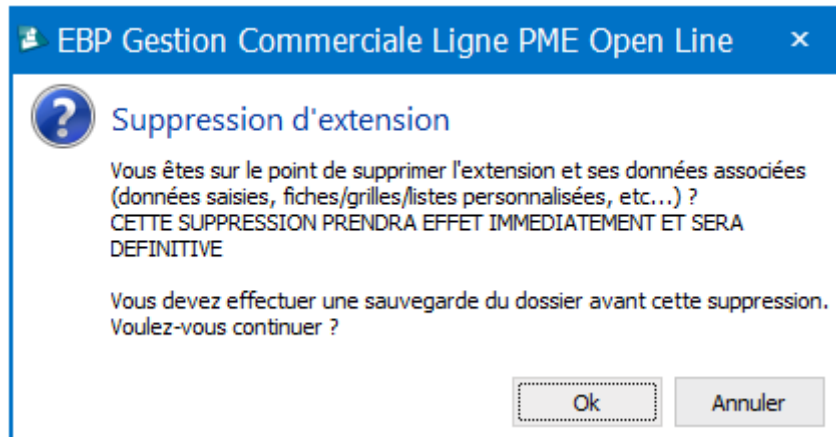 EBP Gestion Commerciale Ligne PME Open Line
Suppression d'extension
Vous êtes sur le point de supprimer l'extension et ses données associées
(données saisies, fiches/grilles/listes personnalisées, etc...) ?
CETTE SUPPRESSION PRENDRA EFFET IMMEDIATEMENT ET SERA
DEFINITIVE
Vous devez effectuer une sauvegarde du dossier avant cette suppression.
Voulez-vous continuer ?
Ok Annuler